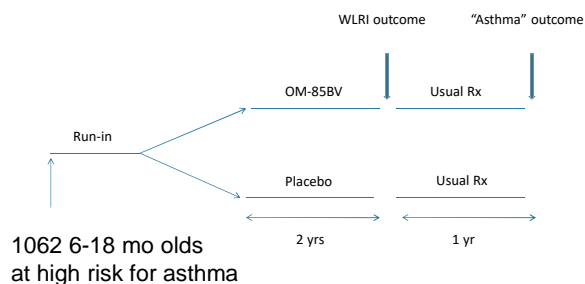 WLRI outcome
“Asthma” outcome
OM-85BV
Usual Rx
Run-in
Placebo
Usual Rx
2 yrs
1 yr
1062 6-18 mo olds
at high risk for asthma